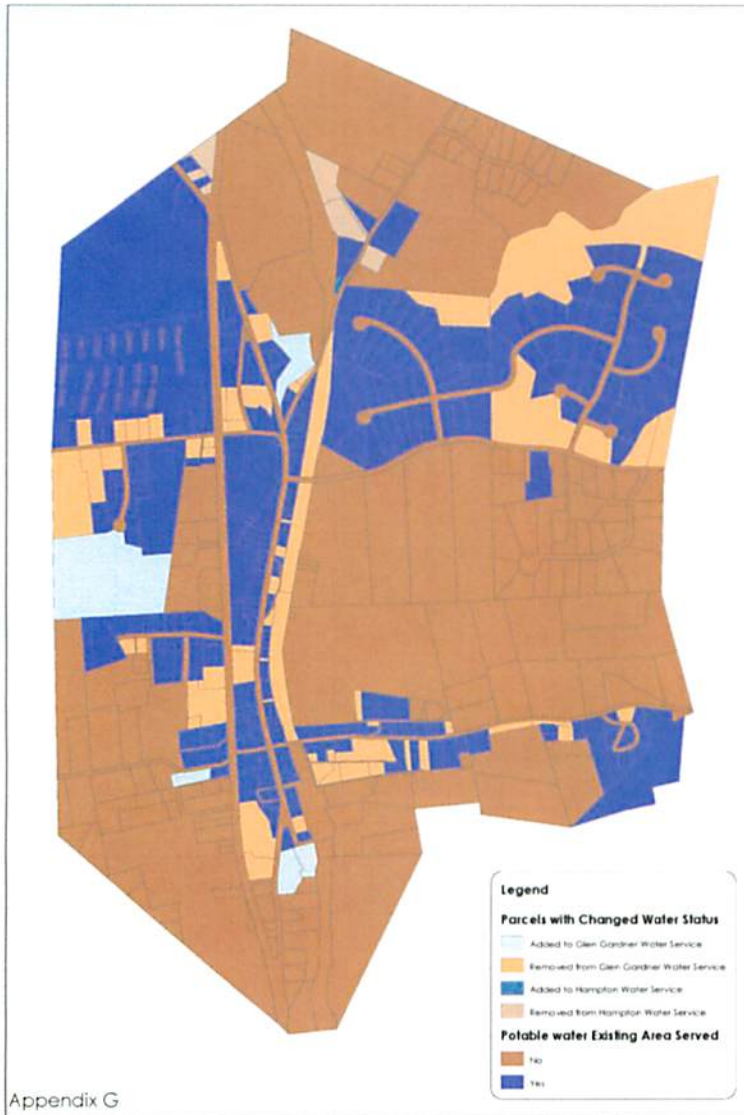 Legend
Parcels with Changed Water Status
Added to Glen Gardner Water Service
Removed from Glen Gardner Water Service
Added to Hampton Water Service
Removed from Hampton Water Service
Potable water Existing Area Served
No
Yes
Appendix G